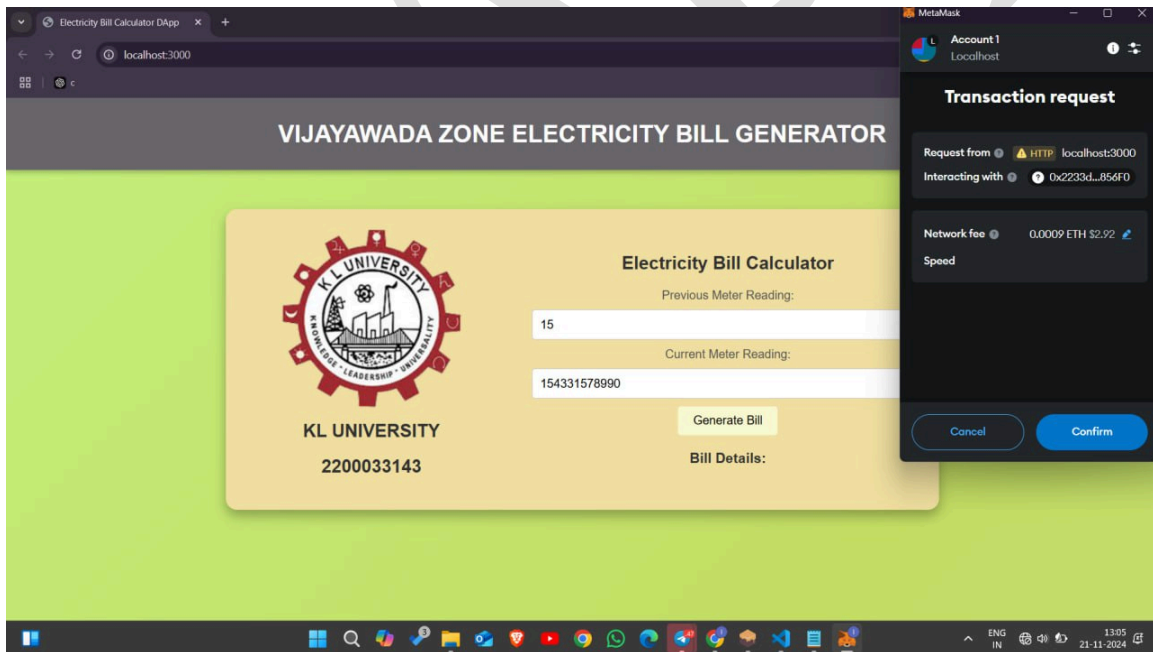 Electricity Bill Calculator DApp
localhost:3000
c
VIJAYAWADA ZONE ELECTRICITY BILL GENERATOR
KL UNIVERSITY
KNOWLEDGE - LEADERSHIP - UNIVERSALITY
KL UNIVERSITY
2200033143
Electricity Bill Calculator
Previous Meter Reading:
15
Current Meter Reading:
154331578990
Generate Bill
Bill Details:
MetaMask
L
Account 1
Localhost
Transaction request
Request from HTTP localhost:3000
Interacting with 0x2233d...856F0
Network fee 0.0009 ETH $2.92
Speed
Cancel
Confirm
ENG
IN
13:05
21-11-2024